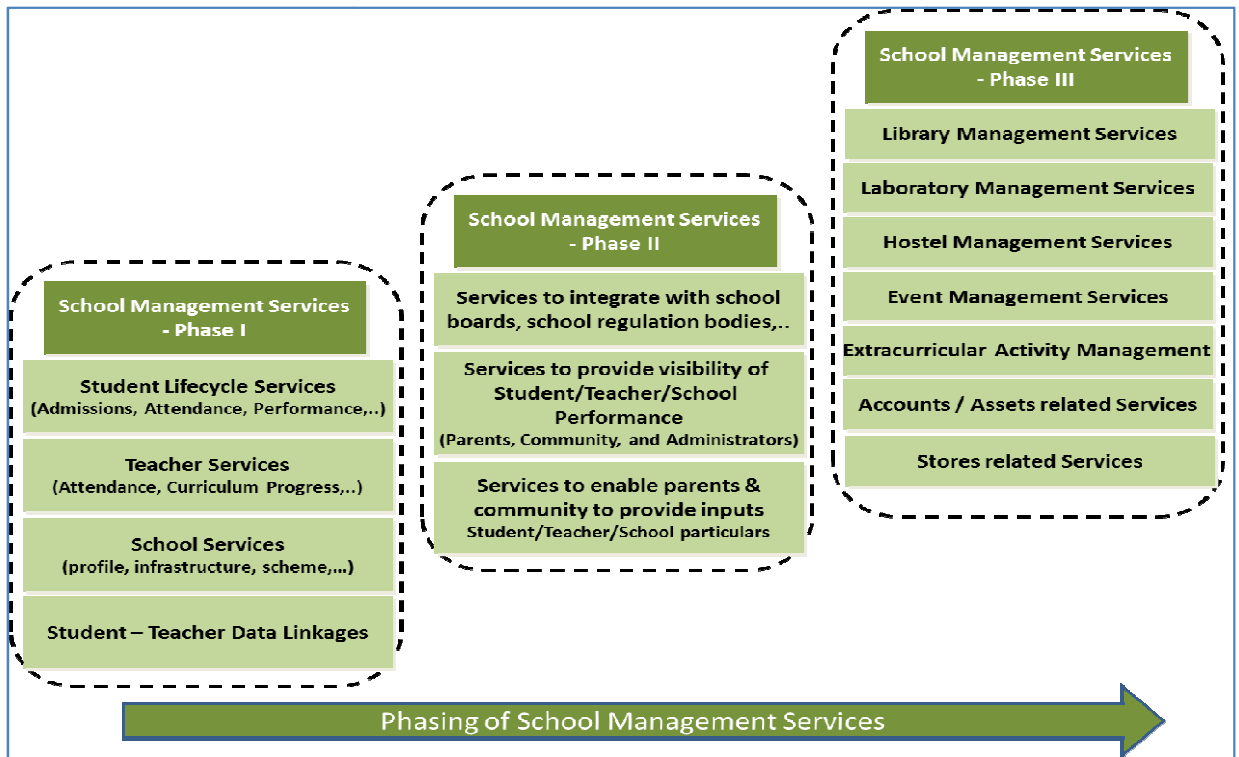 School Management Services
- Phase I
Student Lifecycle Services
(Admissions, Attendance, Performance,..)
Teacher Services
(Attendance, Curriculum Progress,..)
School Services
(profile, infrastructure, scheme,...)
Student – Teacher Data Linkages
School Management Services
- Phase II
Services to integrate with school
boards, school regulation bodies,..
Services to provide visibility of
Student/Teacher/School
Performance
(Parents, Community, and Administrators)
Services to enable parents &
community to provide inputs
Student/Teacher/School particulars
School Management Services
- Phase III
Library Management Services
Laboratory Management Services
Hostel Management Services
Event Management Services
Extracurricular Activity Management
Accounts / Assets related Services
Stores related Services
Phasing of School Management Services